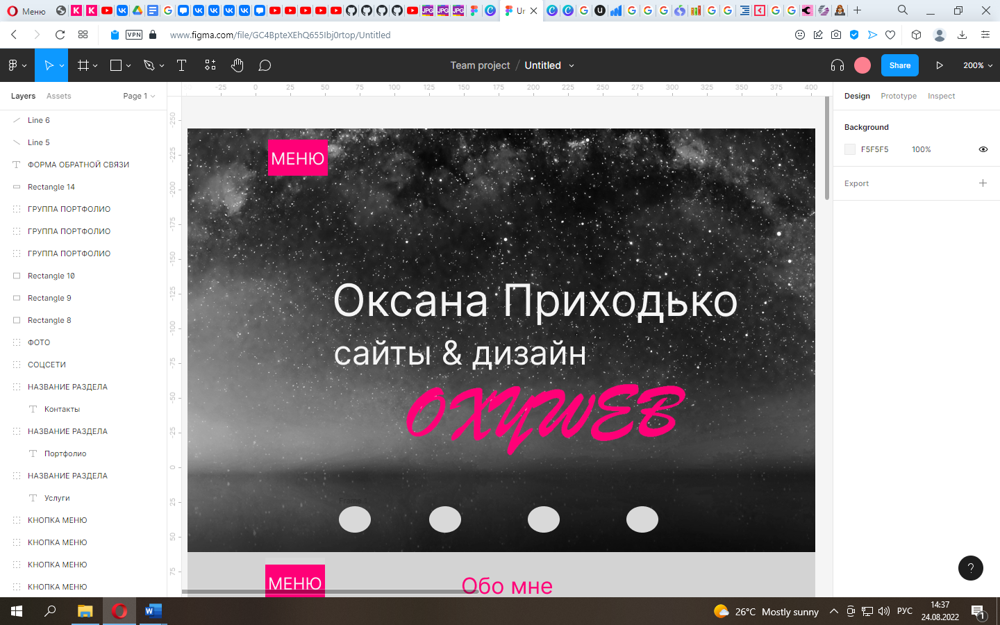 Меню
Ur
VPN
www.figma.com/file/GC4BpteXEhQ655Ibj0rtop/Untitled
Team project / Untitled
Share
200%
Layers
Assets
Page 1
Line 6
Line 5
ФОРМА ОБРАТНОЙ СВЯЗИ
Rectangle 14
ГРУППА ПОРТФОЛИО
ГРУППА ПОРТФОЛИО
ГРУППА ПОРТФОЛИО
Rectangle 10
Rectangle 9
Rectangle 8
ФОТО
СОЦСЕТИ
НАЗВАНИЕ РАЗДЕЛА
Контакты
НАЗВАНИЕ РАЗДЕЛА
Портфолио
НАЗВАНИЕ РАЗДЕЛА
Услуги
КНОПКА МЕНЮ
КНОПКА МЕНЮ
КНОПКА МЕНЮ
КНОПКА МЕНЮ
-25 0 25 50 75 100 125 150 175 200 225 250 275 300 325 350 375 400
-250
-225
-200
-175
-150
-125
-100
-75
-50
-25
0
25
50
75
МЕНЮ
Оксана Приходько
сайты & дизайн
OXYWEB
Frame
МЕНЮ
Обо мне
Design
Prototype
Inspect
Background
F5F5F5
100%
Export
?
26°C Mostly sunny
РУС
14:37
24.08.2022
1